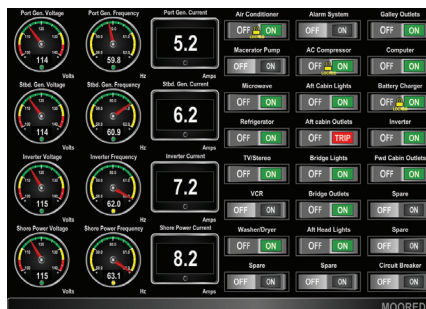 Port Gen. Voltage
Port Gen. Frequency
Port Gen. Current
Air Conditioner
Alarm System
Galley Outlets
114
Volts
59.8
Hz
5.2
Amps
OFF ON
OFF ON
OFF ON
Macerator Pump
AC Compressor
Computer
OFF ON
OFF ON
OFF ON
Stbd. Gen. Voltage
Stbd. Gen. Frequency
Stbd. Gen. Current
Microwave
Aft Cabin Lights
Battery Charger
114
Volts
60.9
Hz
6.2
Amps
OFF ON
OFF ON
OFF ON
Refrigerator
Aft cabin Outlets
Inverter
OFF ON
OFF TRIP
OFF ON
Inverter Voltage
Inverter Frequency
Inverter Current
TV/Stereo
Bridge Lights
Fwd Cabin Outlets
115
Volts
62.0
Hz
7.2
Amps
OFF ON
OFF ON
OFF ON
VCR
Bridge Outlets
Spare
OFF ON
OFF ON
OFF ON
Shore Power Voltage
Shore Power Frequency
Shore Power Current
Washer/Dryer
Aft Head Lights
Spare
115
Volts
63.1
Hz
8.2
Amps
OFF ON
OFF ON
OFF ON
Spare
Spare
Circuit Breaker
OFF ON
OFF ON
OFF ON
MOORED